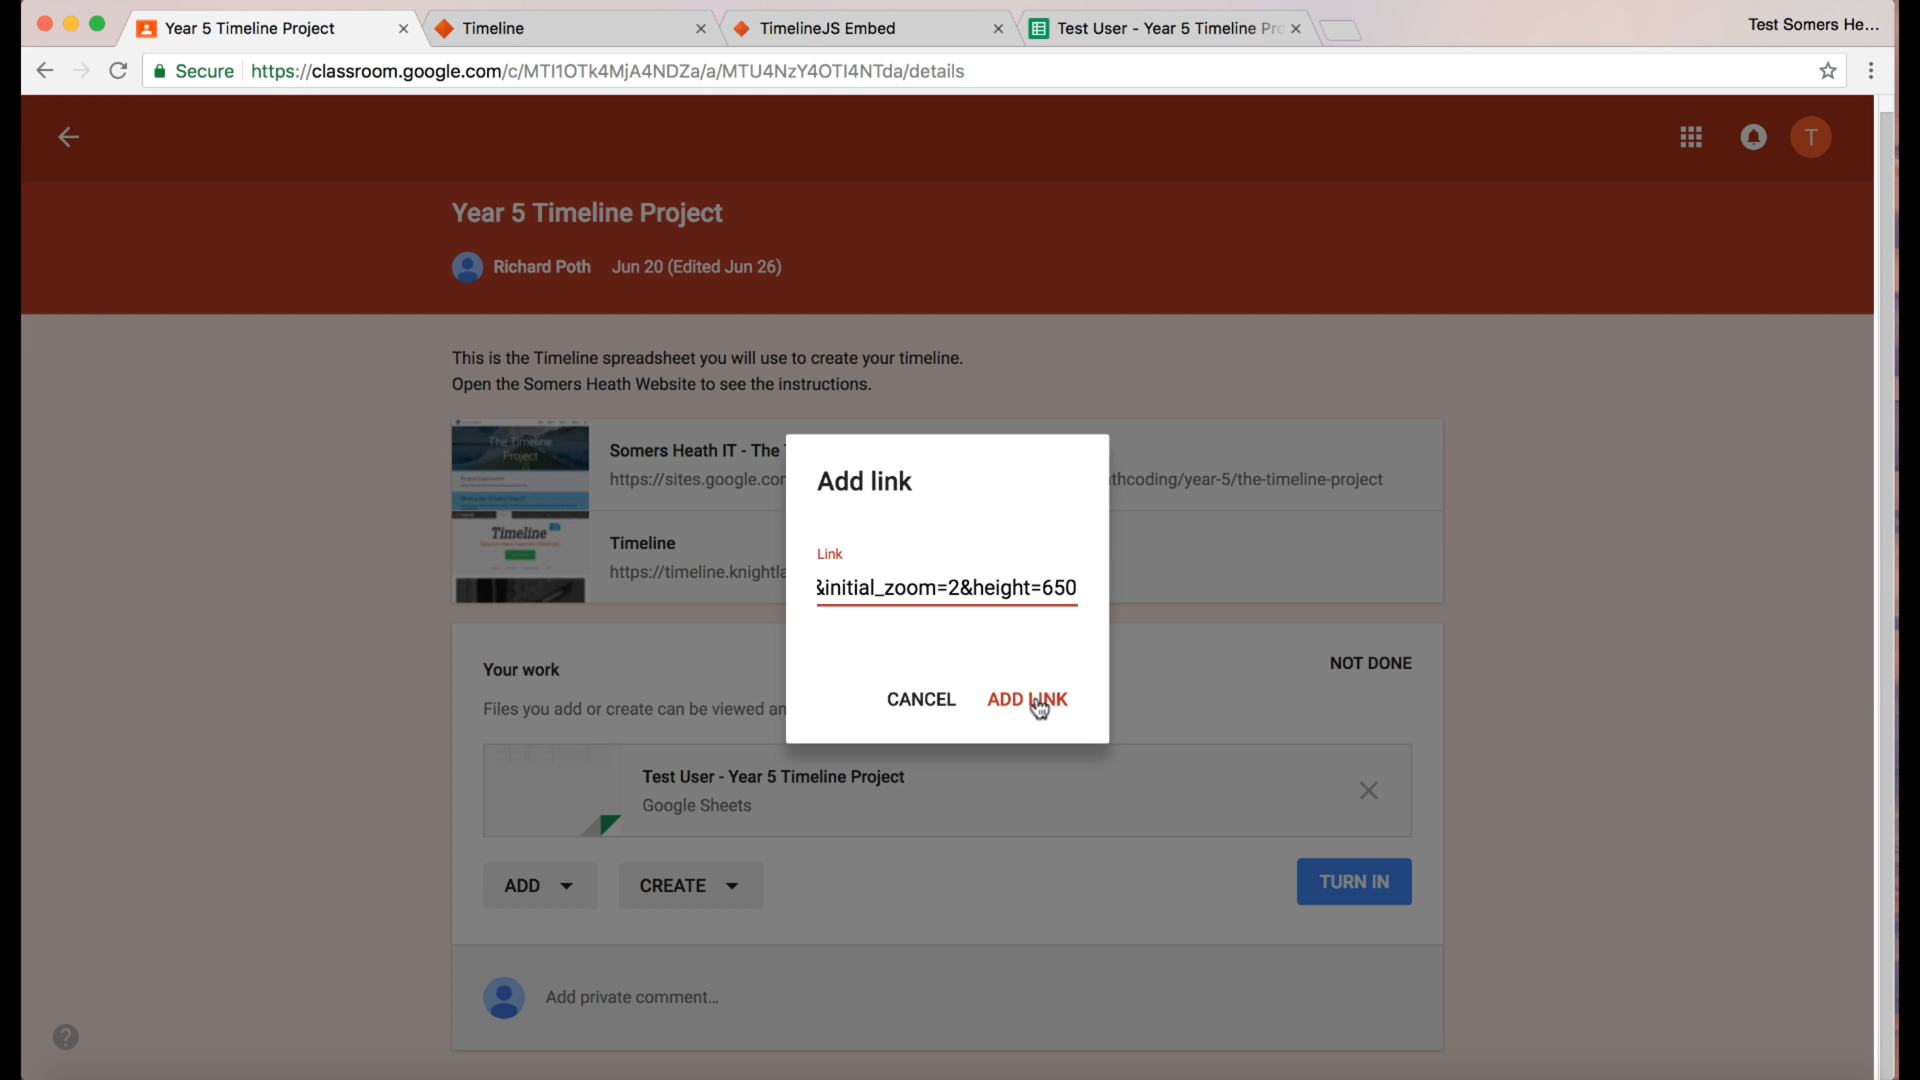 Year 5 Timeline Project
Timeline
TimelineJS Embed
Test User - Year 5 Timeline Pro
Test Somers He...
Secure
https://classroom.google.com/c/MTI1OTk4MjA4NDZa/a/MTU4NzY4OTI4NTda/details
T
Year 5 Timeline Project
Richard Poth Jun 20 (Edited Jun 26)
This is the Timeline spreadsheet you will use to create your timeline.
Open the Somers Heath Website to see the instructions.
The Timeline
Project
Somers Heath IT - The
https://sites.google.com
thcoding/year-5/the-timeline-project
Timeline
Timeline
https://timeline.knightla
Add link
Link
&initial_zoom=2&height=650
CANCEL
ADD LINK
Your work
NOT DONE
Files you add or create can be viewed an
Test User - Year 5 Timeline Project
Google Sheets
ADD
CREATE
TURN IN
Add private comment...
?